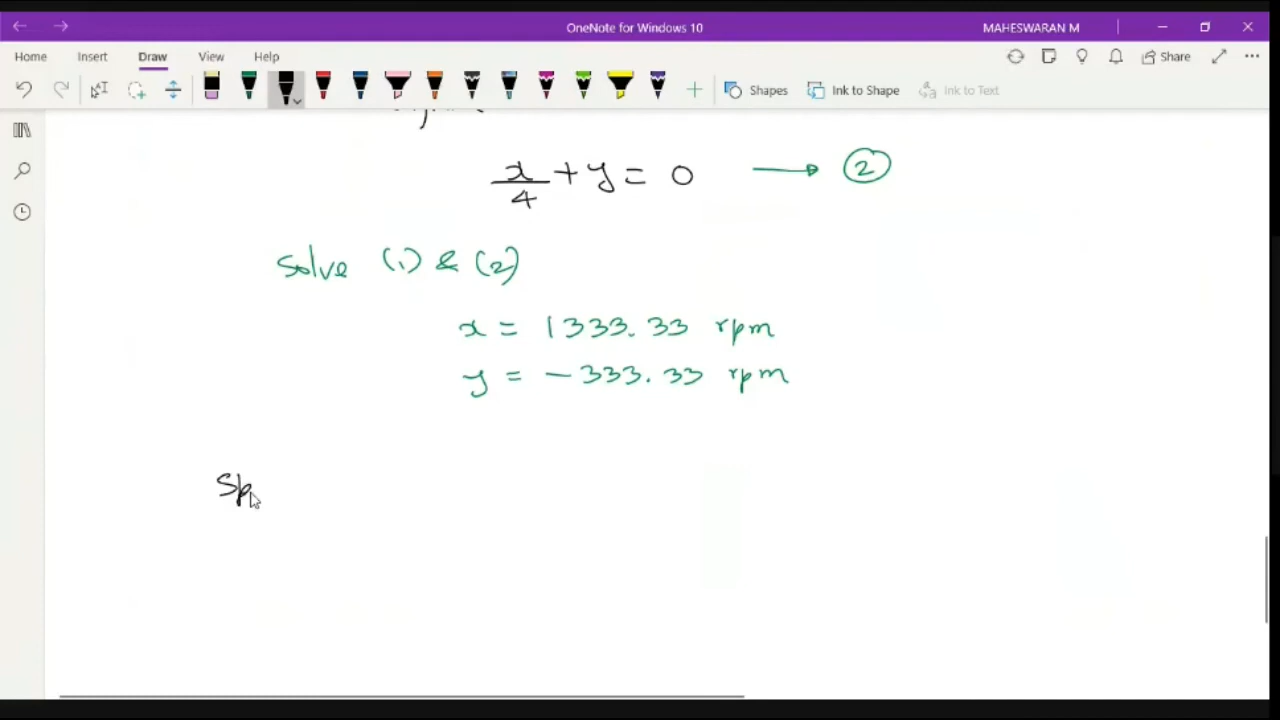 OneNote for Windows 10
MAHESWARAN M
Home Insert Draw View Help
Share
Shapes
Ink to Shape
Ink to Text
x/4 + y = 0 → ②
Solve (1) & (2)
x = 1333.33 rpm
y = -333.33 rpm
Sp